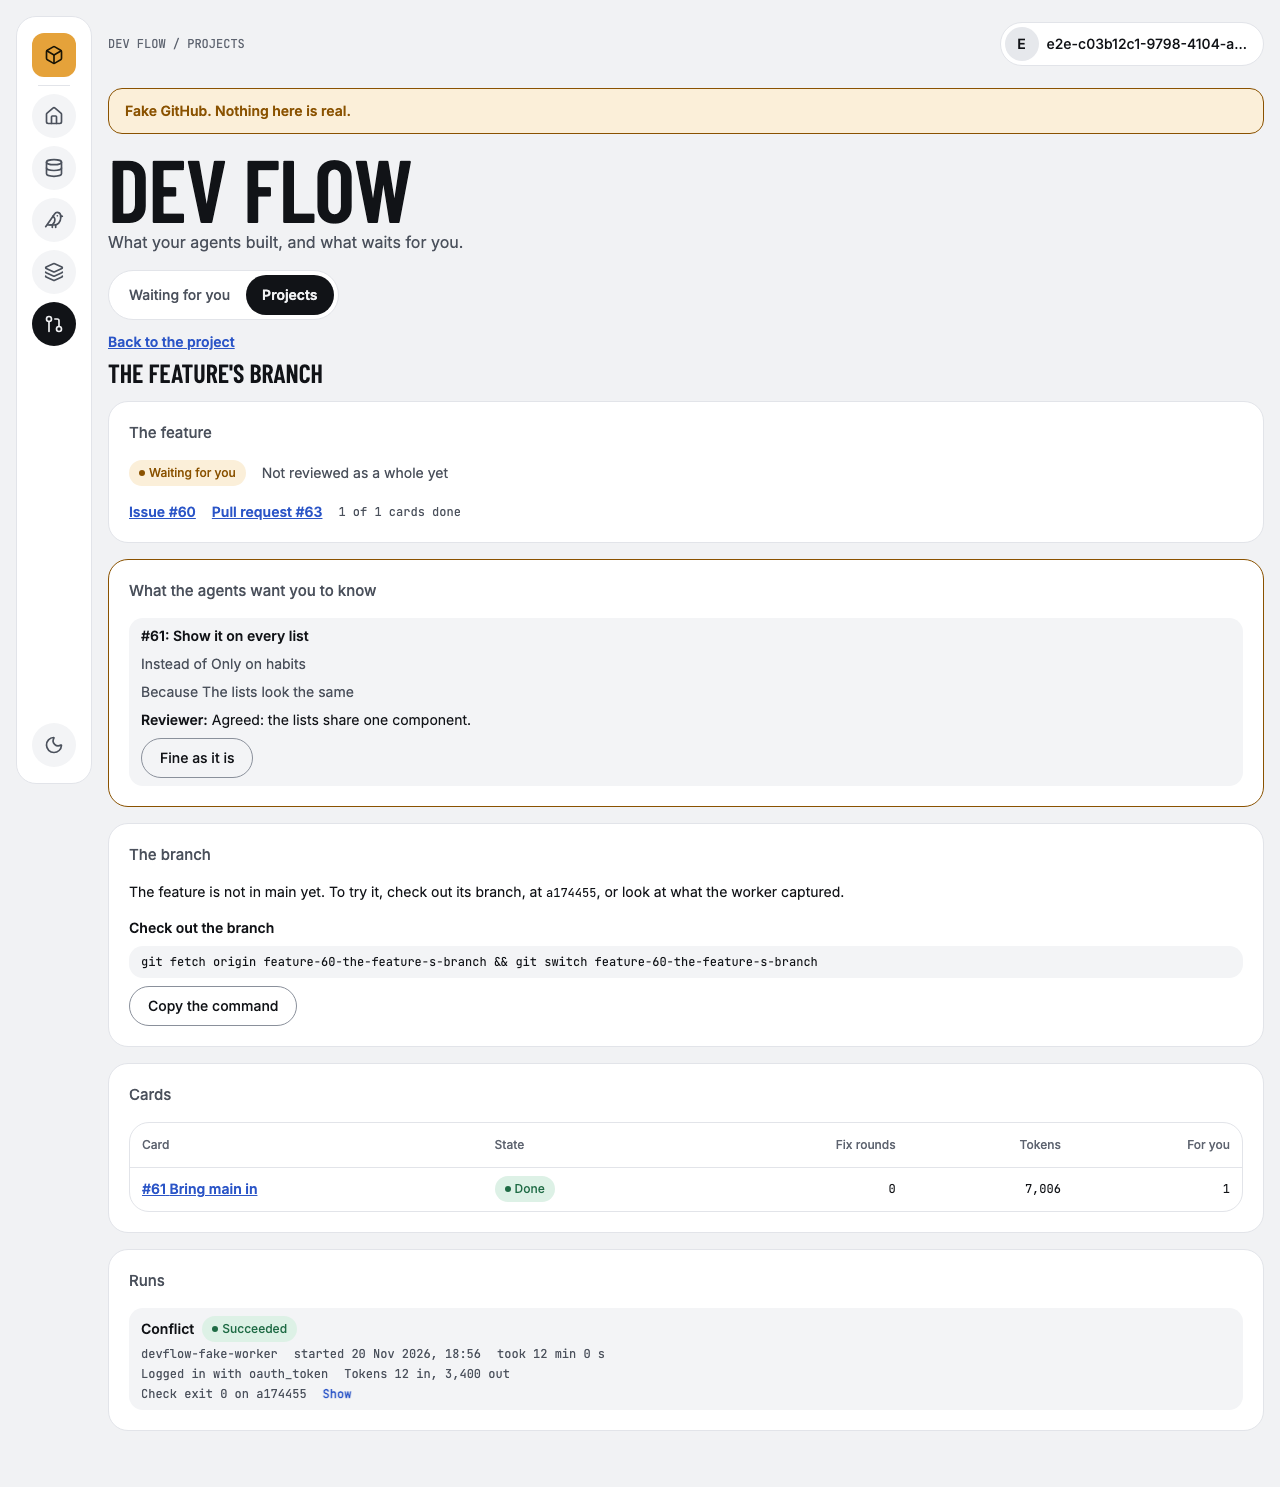 DEV FLOW / PROJECTS
E
e2e-c03b12c1-9798-4104-a...
Fake GitHub. Nothing here is real.
DEV FLOW
What your agents built, and what waits for you.
Waiting for you
Projects
Back to the project
THE FEATURE'S BRANCH
The feature
Waiting for you
Not reviewed as a whole yet
Issue #60
Pull request #63
1 of 1 cards done
What the agents want you to know
#61: Show it on every list
Instead of Only on habits
Because The lists look the same
Reviewer: Agreed: the lists share one component.
Fine as it is
The branch
The feature is not in main yet. To try it, check out its branch, at a174455, or look at what the worker captured.
Check out the branch
git fetch origin feature-60-the-feature-s-branch && git switch feature-60-the-feature-s-branch
Copy the command
Cards
Card State Fix rounds Tokens For you
#61 Bring main in Done 0 7,006 1
Runs
Conflict Succeeded
devflow-fake-worker started 20 Nov 2026, 18:56 took 12 min 0 s
Logged in with oauth_token Tokens 12 in, 3,400 out
Check exit 0 on a174455 Show